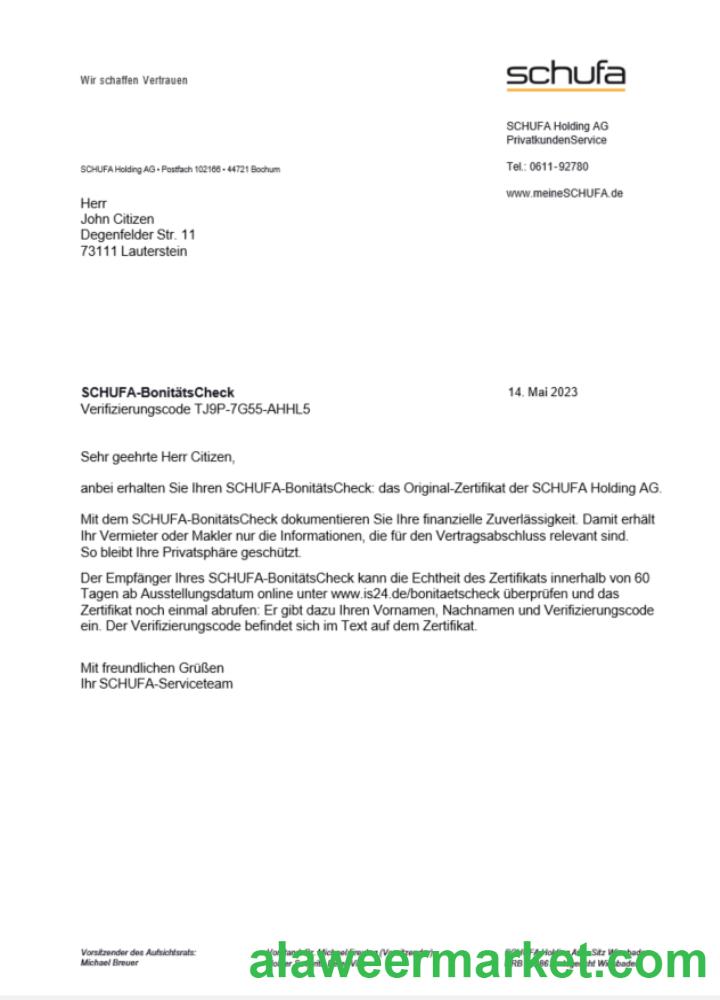 Wir schaffen Vertrauen
schufa
SCHUFA Holding AG
PrivatkundenService
Tel.: 0611-92780
www.meineSCHUFA.de
SCHUFA Holding AG • Postfach 102166 • 44721 Bochum
Herr
John Citizen
Degenfelder Str. 11
73111 Lauterstein
SCHUFA-BonitätsCheck
14. Mai 2023
Verifizierungscode TJ9P-7G55-AHHL5
Sehr geehrte Herr Citizen,
anbei erhalten Sie Ihren SCHUFA-BonitätsCheck: das Original-Zertifikat der SCHUFA Holding AG.
Mit dem SCHUFA-BonitätsCheck dokumentieren Sie Ihre finanzielle Zuverlässigkeit. Damit erhält
Ihr Vermieter oder Makler nur die Informationen, die für den Vertragsabschluss relevant sind.
So bleibt Ihre Privatsphäre geschützt.
Der Empfänger Ihres SCHUFA-BonitätsCheck kann die Echtheit des Zertifikats innerhalb von 60
Tagen ab Ausstellungsdatum online unter www.is24.de/bonitaetscheck überprüfen und das
Zertifikat noch einmal abrufen: Er gibt dazu Ihren Vornamen, Nachnamen und Verifizierungscode
ein. Der Verifizierungscode befindet sich im Text auf dem Zertifikat.
Mit freundlichen Grüßen
Ihr SCHUFA-Serviceteam
Vorsitzender des Aufsichtsrats:
Michael Breuer
alaweermarket.com